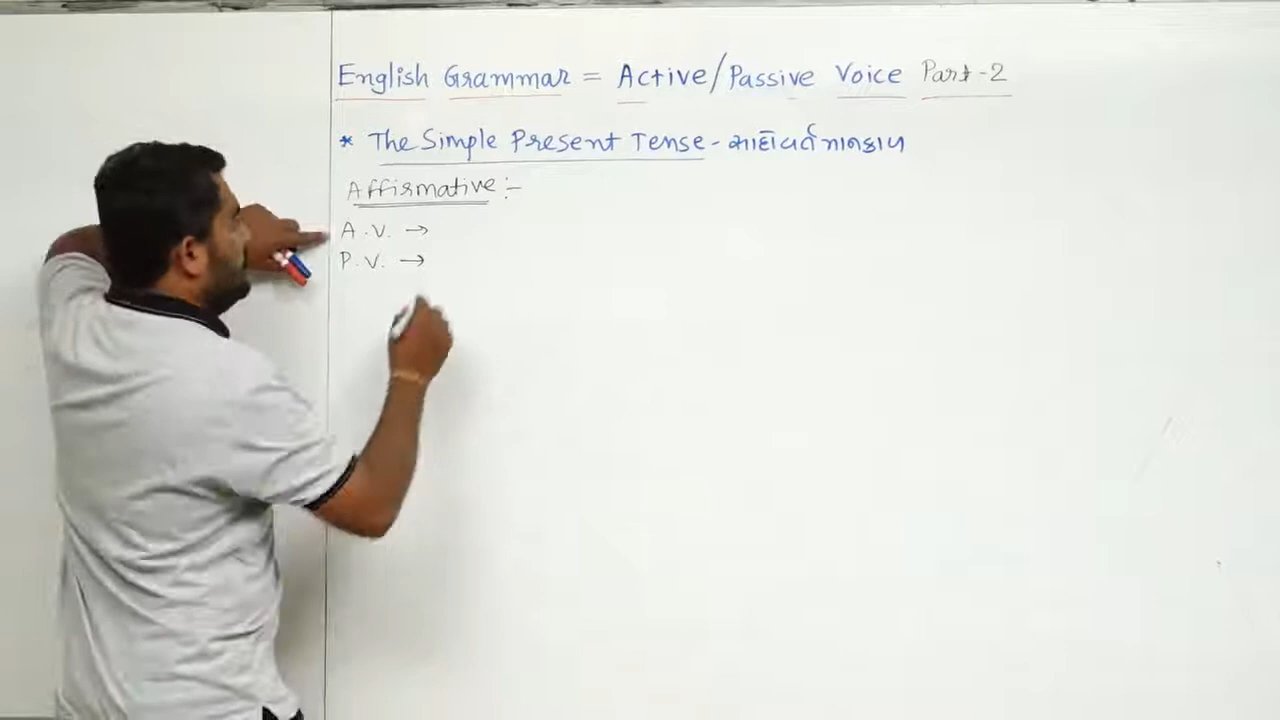 English Grammar = Active/Passive Voice Part-2
* The Simple Present Tense - સાદોવર્તમાનકાળ
Affirmative :-
A.V. →
P.V. →